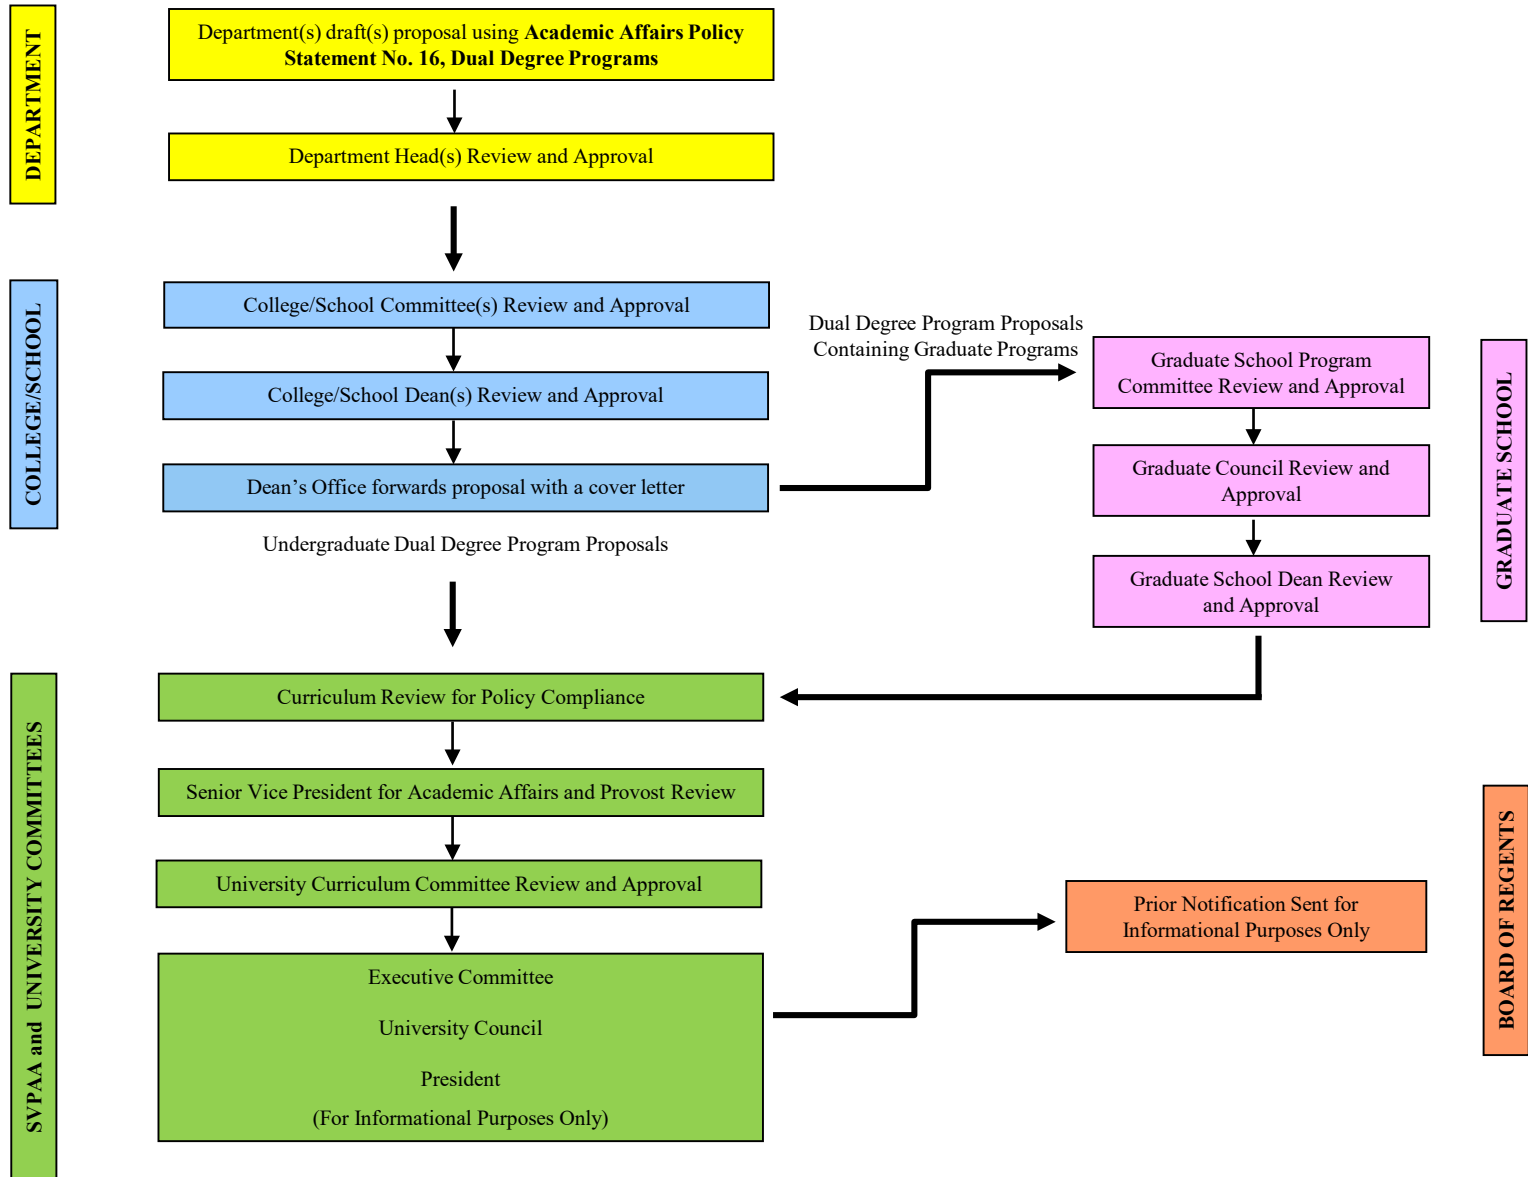 DEPARTMENT
Department(s) draft(s) proposal using Academic Affairs Policy
Statement No. 16, Dual Degree Programs
Department Head(s) Review and Approval
COLLEGE/SCHOOL
College/School Committee(s) Review and Approval
College/School Dean(s) Review and Approval
Dean’s Office forwards proposal with a cover letter
Dual Degree Program Proposals
Containing Graduate Programs
Undergraduate Dual Degree Program Proposals
GRADUATE SCHOOL
Graduate School Program
Committee Review and Approval
Graduate Council Review and
Approval
Graduate School Dean Review
and Approval
SVPAA and UNIVERSITY COMMITTEES
Curriculum Review for Policy Compliance
Senior Vice President for Academic Affairs and Provost Review
University Curriculum Committee Review and Approval
Executive Committee
University Council
President
(For Informational Purposes Only)
BOARD OF REGENTS
Prior Notification Sent for
Informational Purposes Only